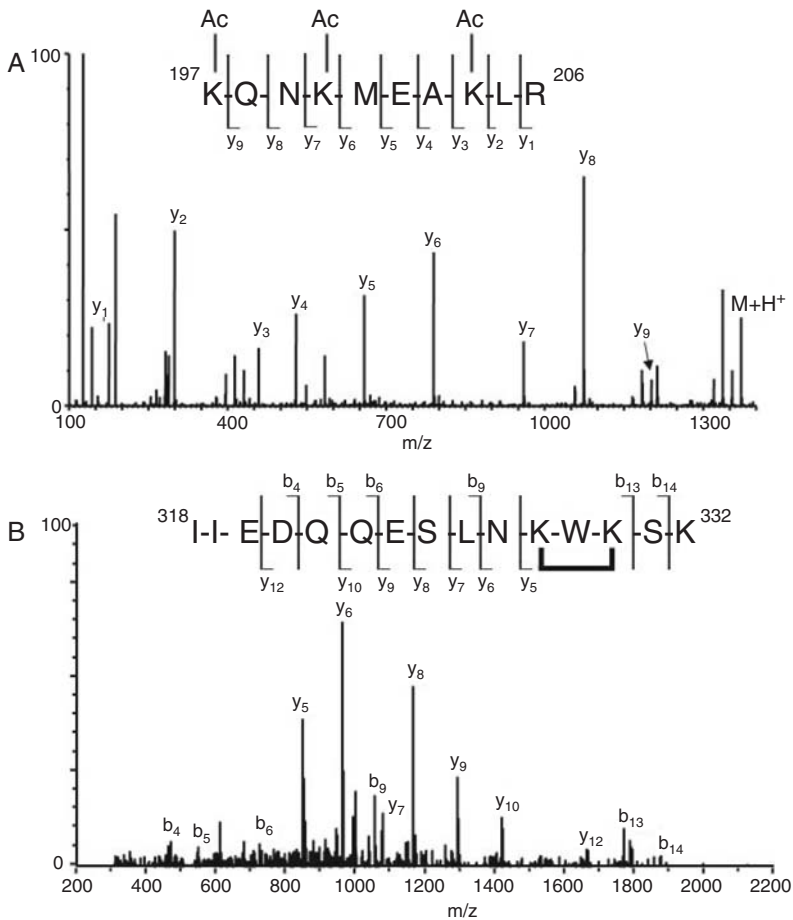 Ac Ac Ac
A 100
197 K-Q-N-K-M-E-A-K-L-R 206
y9 y8 y7 y6 y5 y4 y3 y2 y1
y8
y2
y6
y5
y1 y3 y4 y7 y9 M+H+
0
100 400 700 1000 1300
m/z
b4 b5 b6 b9 b13 b14
B 100
318 I-I-E-D-Q-Q-E-S-L-N-K-W-K-S-K 332
y12 y10 y9 y8 y7 y6 y5
y6
y8
y5
y9
b9 y7 y10
b4 b5 b6 y12 b13 b14
0
200 400 600 800 1000 1200 1400 1600 1800 2000 2200
m/z